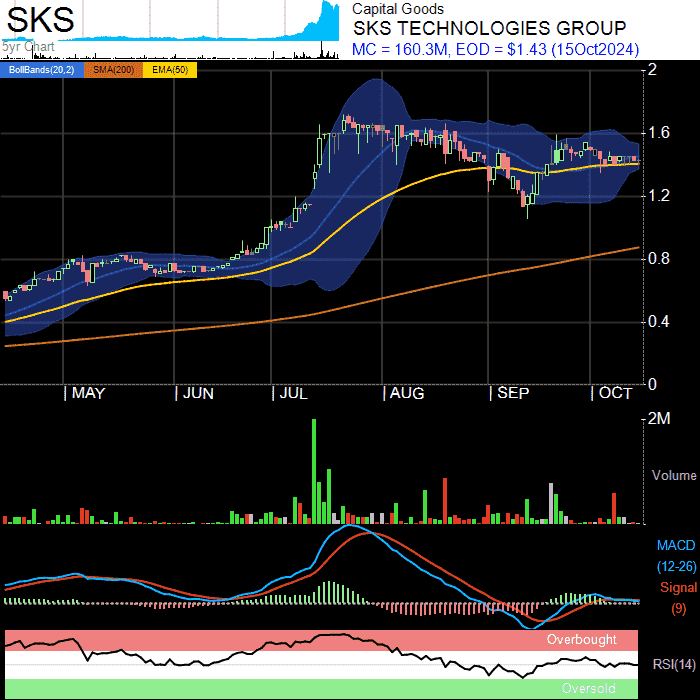 SKS
5yr Chart
Capital Goods
SKS TECHNOLOGIES GROUP
MC = 160.3M, EOD = $1.43 (15Oct2024)
BollBands(20,2) SMA(200) EMA(50)
2
1.6
1.2
0.8
0.4
0
MAY JUN JUL AUG SEP OCT
2M
Volume
MACD
(12-26)
Signal
(9)
Overbought
RSI(14)
Oversold